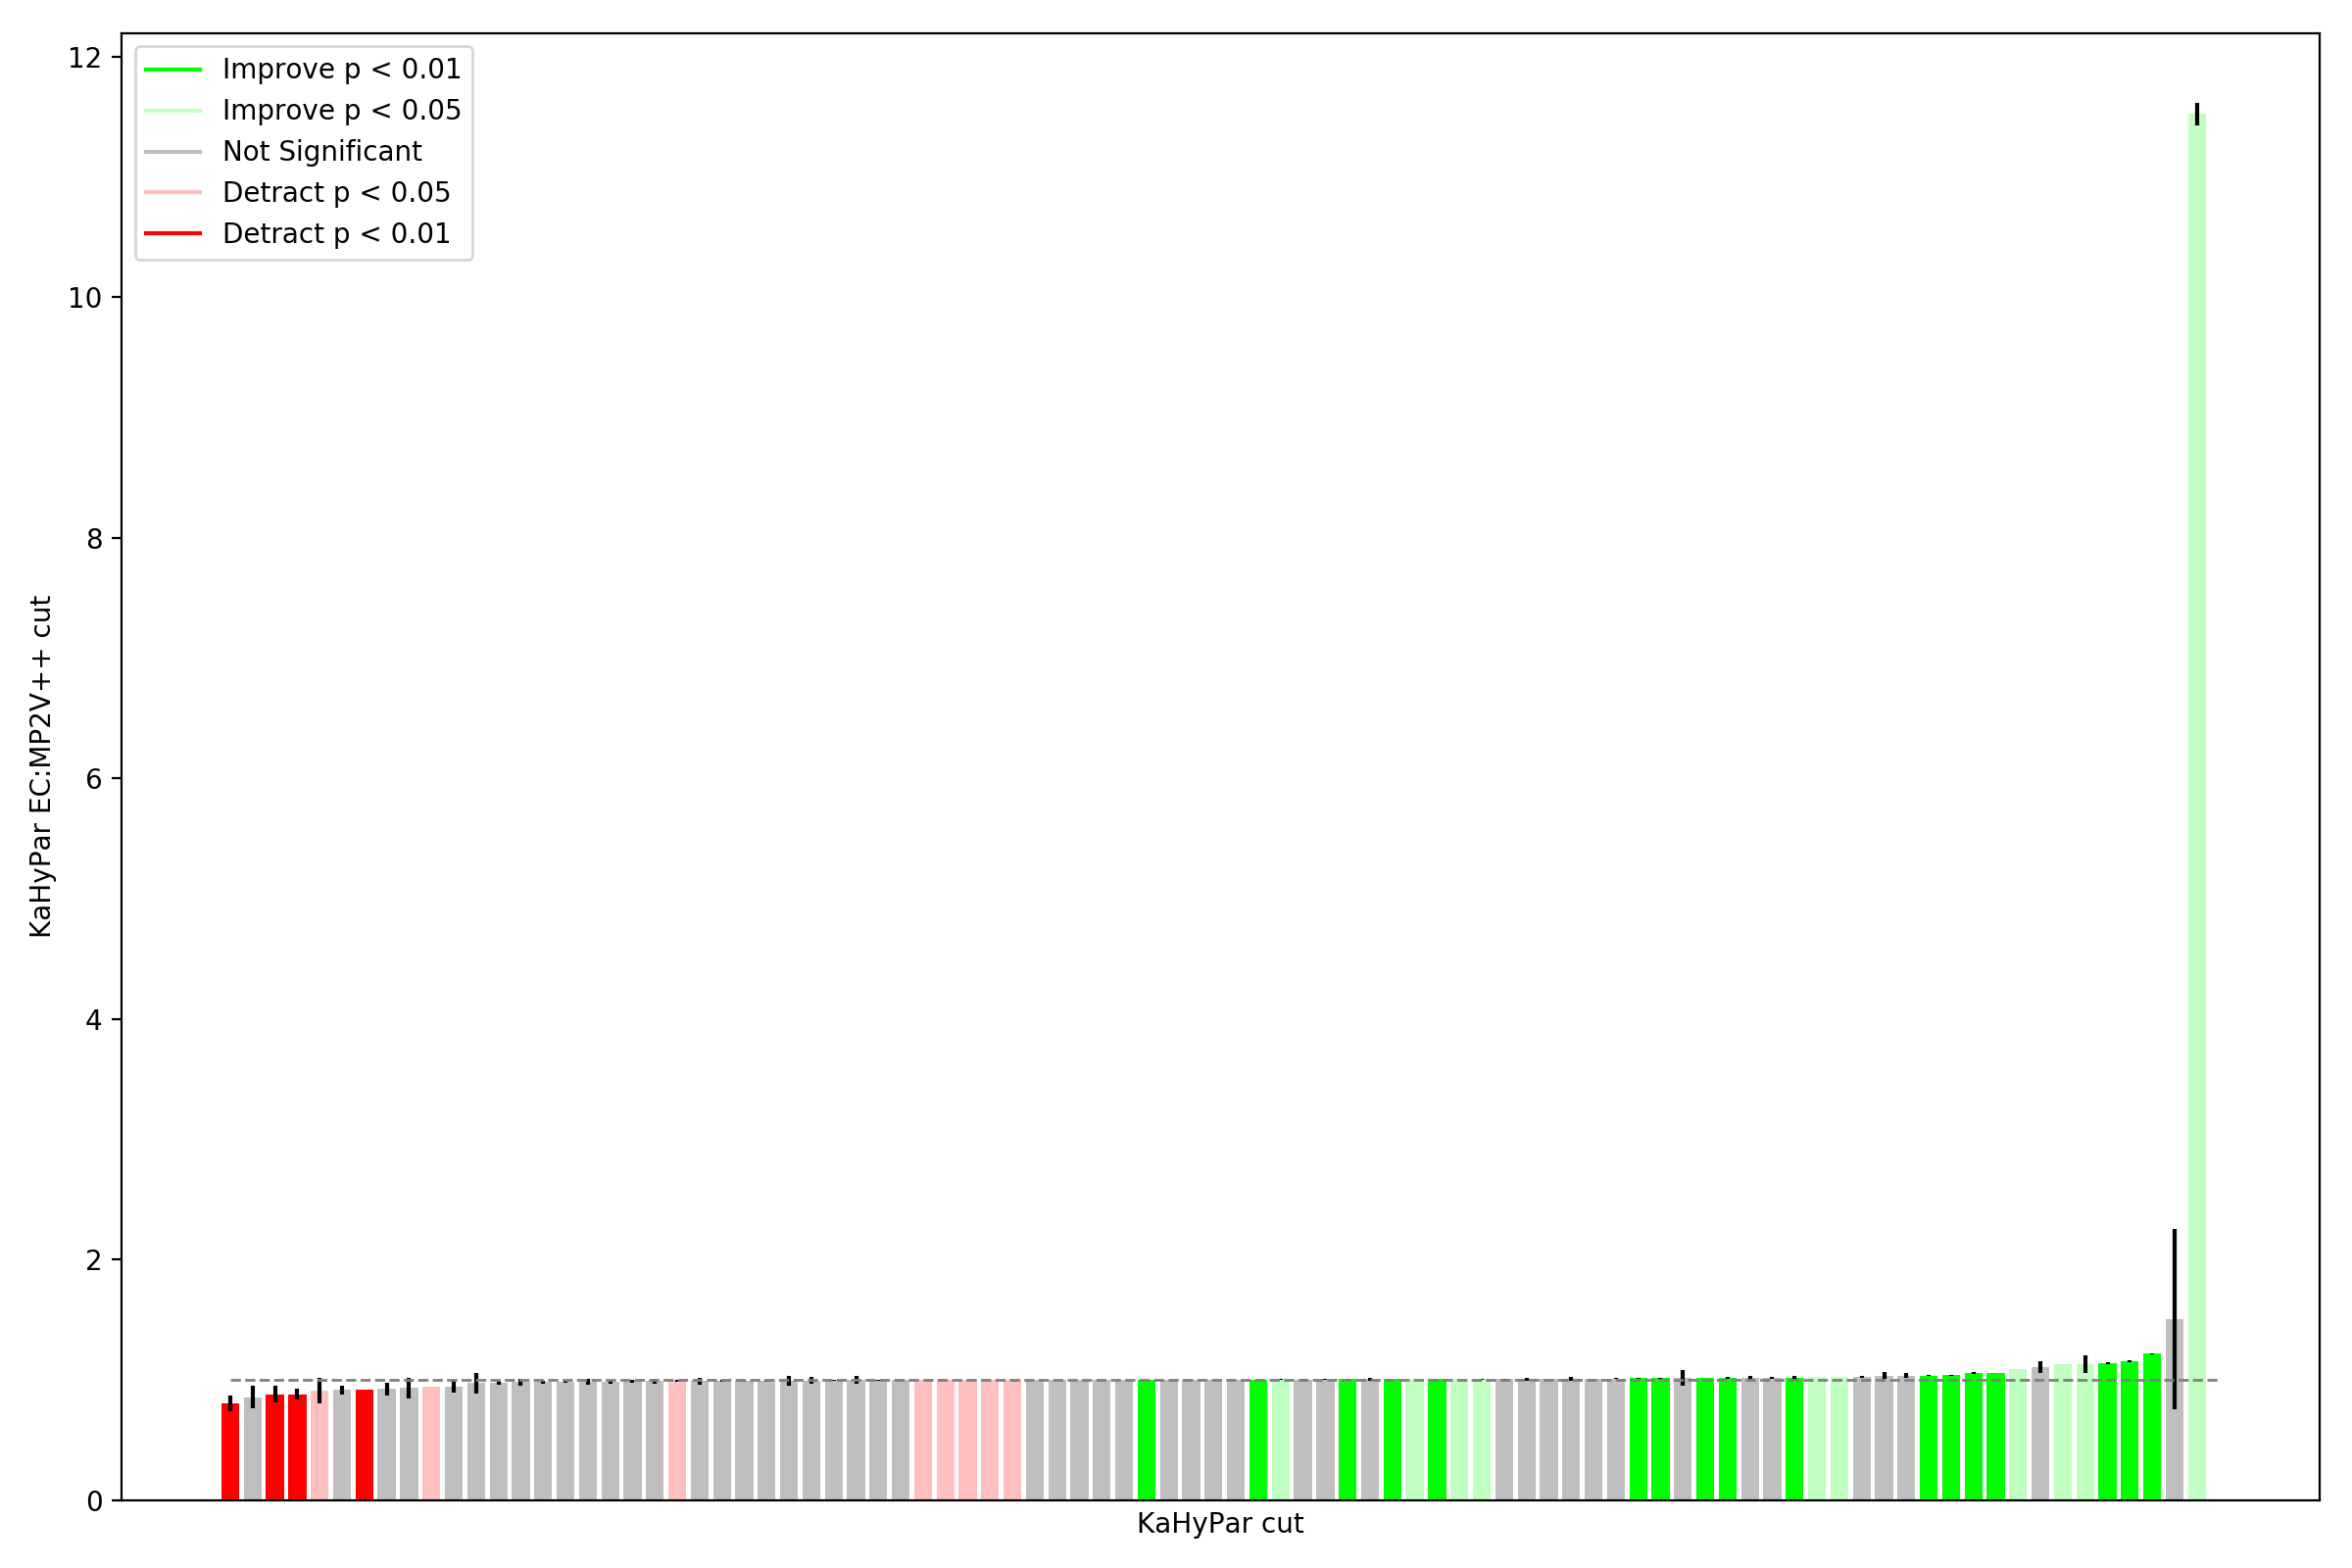 12
10
8
6
4
2
0
KaHyPar EC:MP2V++ cut
Improve p < 0.01
Improve p < 0.05
Not Significant
Detract p < 0.05
Detract p < 0.01
KaHyPar cut